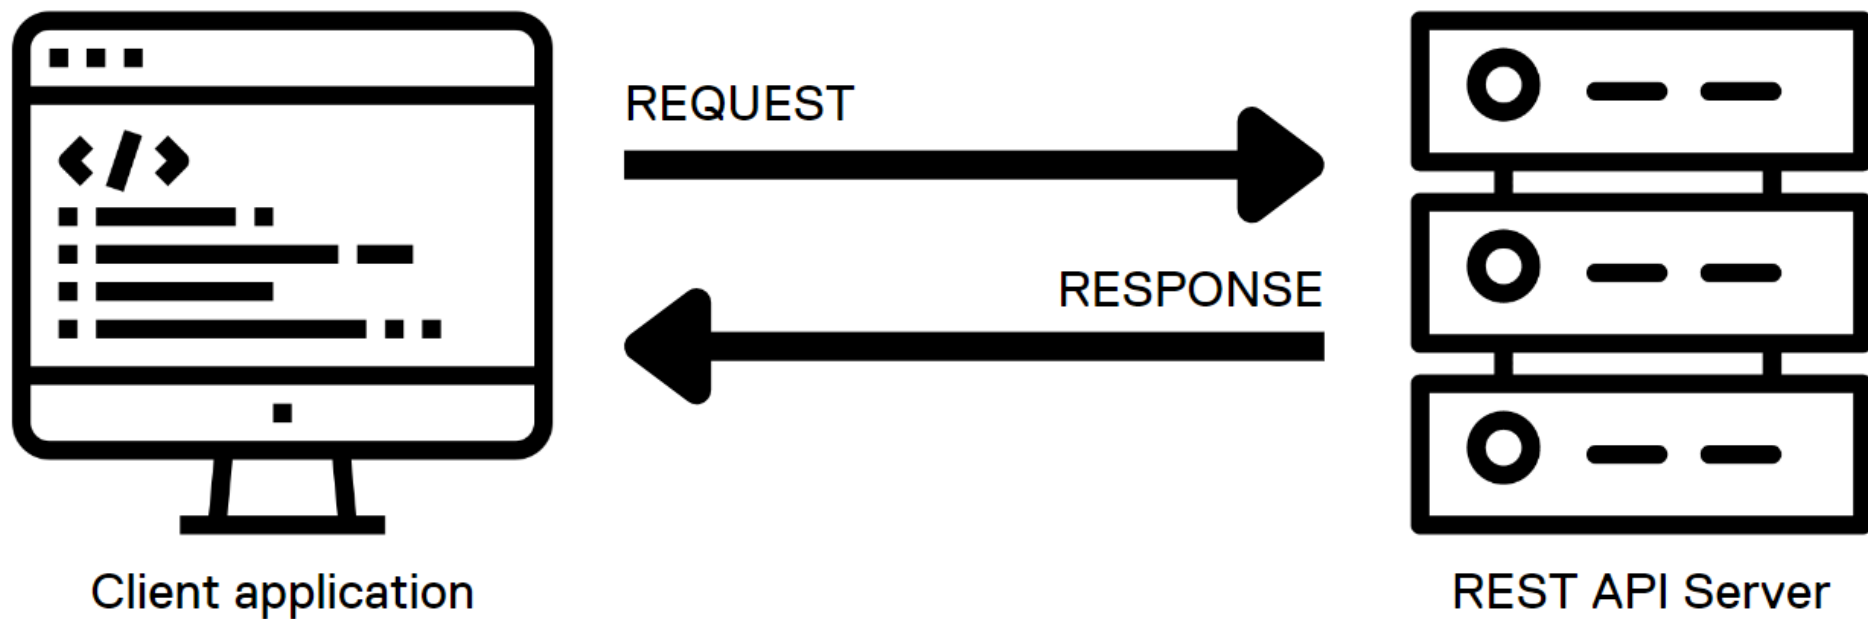 REQUEST
RESPONSE
</>
Client application
REST API Server